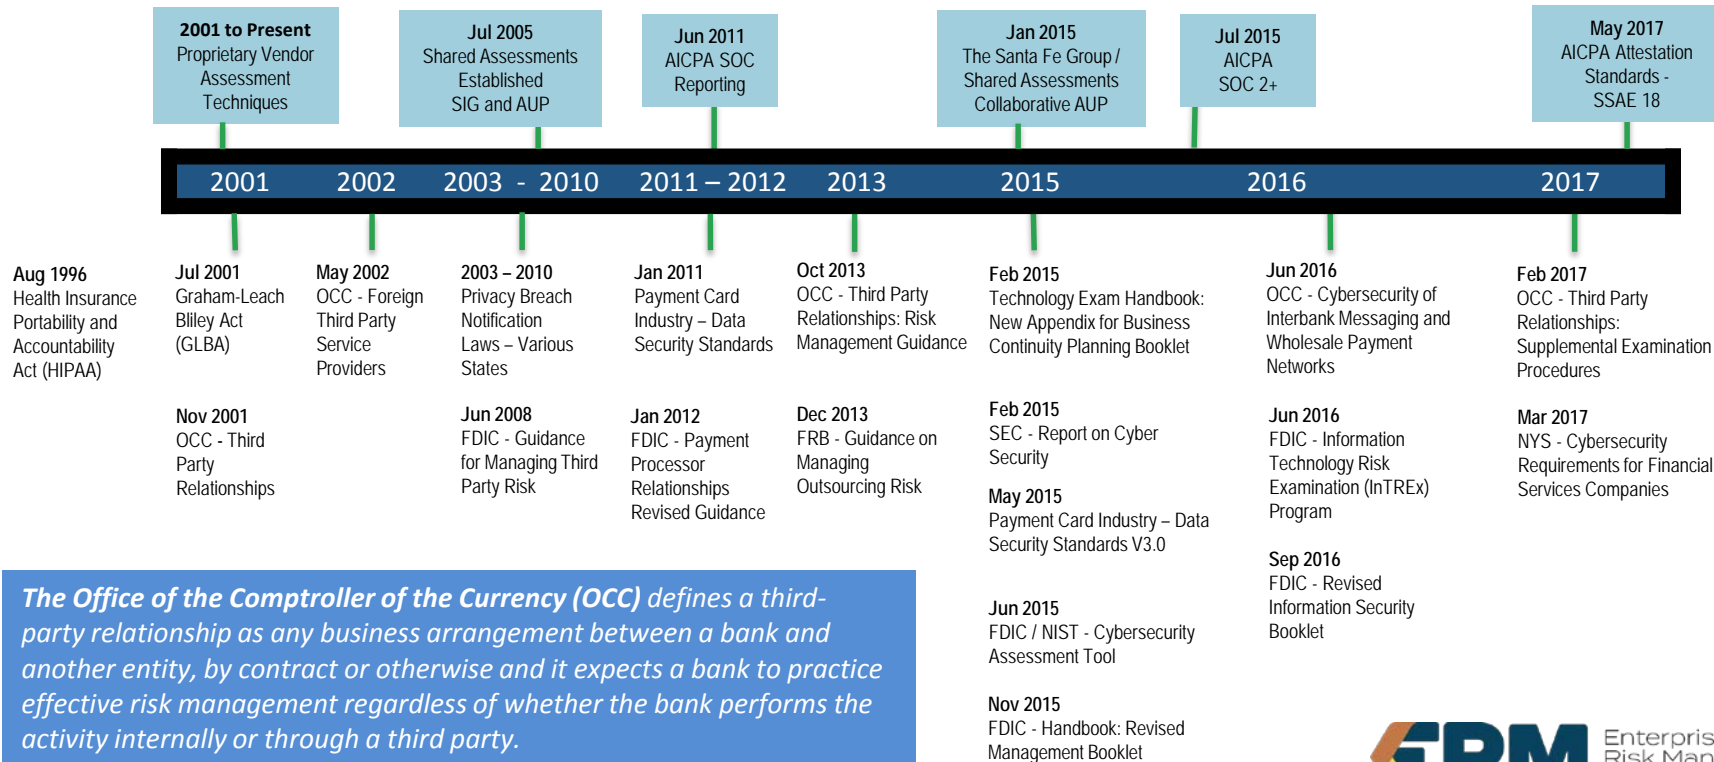 2001 to Present
Proprietary Vendor
Assessment
Techniques
Jul 2005
Shared Assessments
Established
SIG and AUP
Jun 2011
AICPA SOC
Reporting
Jan 2015
The Santa Fe Group /
Shared Assessments
Collaborative AUP
Jul 2015
AICPA
SOC 2+
May 2017
AICPA Attestation
Standards -
SSAE 18
2001
2002
2003 - 2010
2011 – 2012
2013
2015
2016
2017
Aug 1996
Health Insurance
Portability and
Accountability
Act (HIPAA)
Jul 2001
Graham-Leach
Bliley Act
(GLBA)
Nov 2001
OCC - Third
Party
Relationships
May 2002
OCC - Foreign
Third Party
Service
Providers
2003 – 2010
Privacy Breach
Notification
Laws – Various
States
Jun 2008
FDIC - Guidance
for Managing Third
Party Risk
Jan 2011
Payment Card
Industry – Data
Security Standards
Jan 2012
FDIC - Payment
Processor
Relationships
Revised Guidance
Oct 2013
OCC - Third Party
Relationships: Risk
Management Guidance
Dec 2013
FRB - Guidance on
Managing
Outsourcing Risk
Feb 2015
Technology Exam Handbook:
New Appendix for Business
Continuity Planning Booklet
Feb 2015
SEC - Report on Cyber
Security
May 2015
Payment Card Industry – Data
Security Standards V3.0
Jun 2015
FDIC / NIST - Cybersecurity
Assessment Tool
Nov 2015
FDIC - Handbook: Revised
Management Booklet
Jun 2016
OCC - Cybersecurity of
Interbank Messaging and
Wholesale Payment
Networks
Jun 2016
FDIC - Information
Technology Risk
Examination (InTREx)
Program
Sep 2016
FDIC - Revised
Information Security
Booklet
Feb 2017
OCC - Third Party
Relationships:
Supplemental Examination
Procedures
Mar 2017
NYS - Cybersecurity
Requirements for Financial
Services Companies
The Office of the Comptroller of the Currency (OCC) defines a third-
party relationship as any business arrangement between a bank and
another entity, by contract or otherwise and it expects a bank to practice
effective risk management regardless of whether the bank performs the
activity internally or through a third party.
ERM
Enterpris
Risk Man